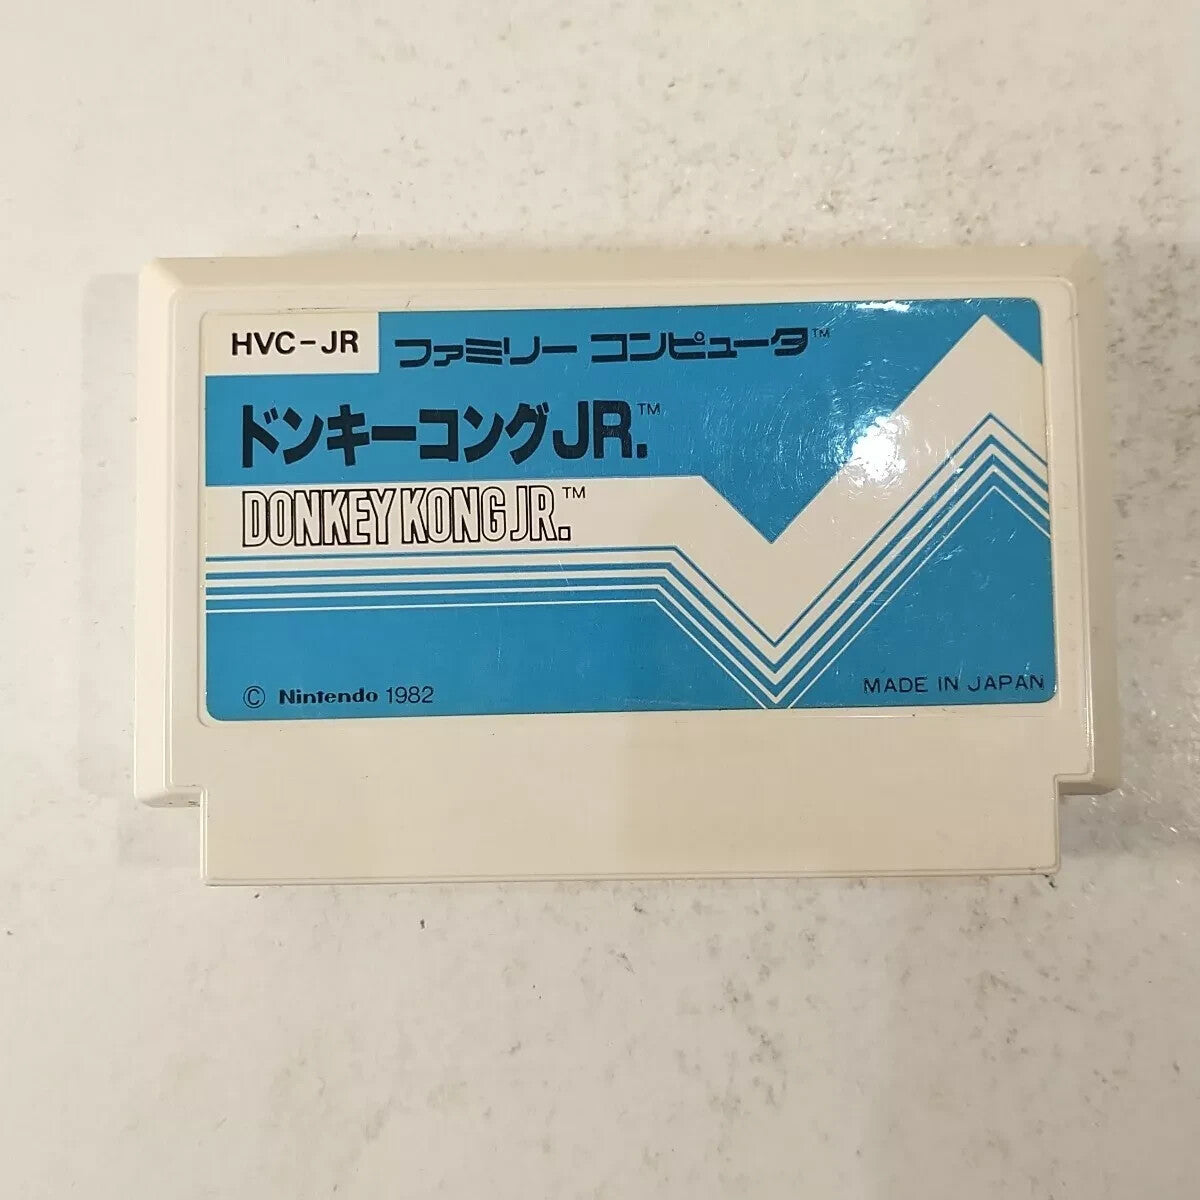 HVC-JR
ファミリー コンピュータ™
ドンキーコングJR.™
DONKEY KONG JR.™
© Nintendo 1982
MADE IN JAPAN